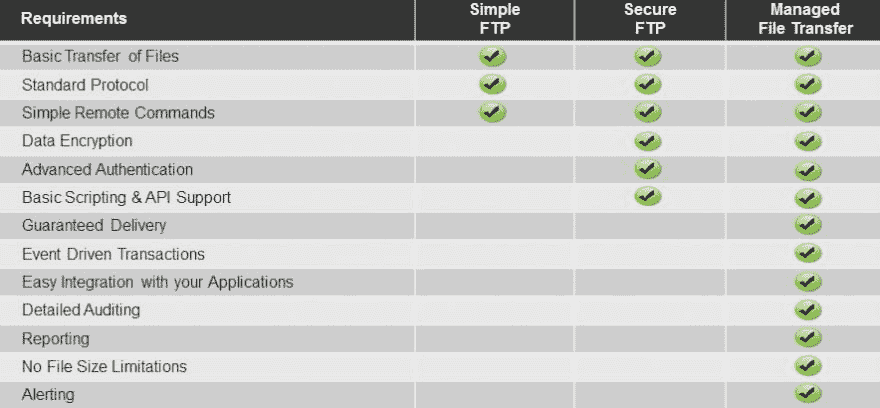 Requirements
Simple
FTP
Secure
FTP
Managed
File Transfer
Basic Transfer of Files
Standard Protocol
Simple Remote Commands
Data Encryption
Advanced Authentication
Basic Scripting & API Support
Guaranteed Delivery
Event Driven Transactions
Easy Integration with your Applications
Detailed Auditing
Reporting
No File Size Limitations
Alerting